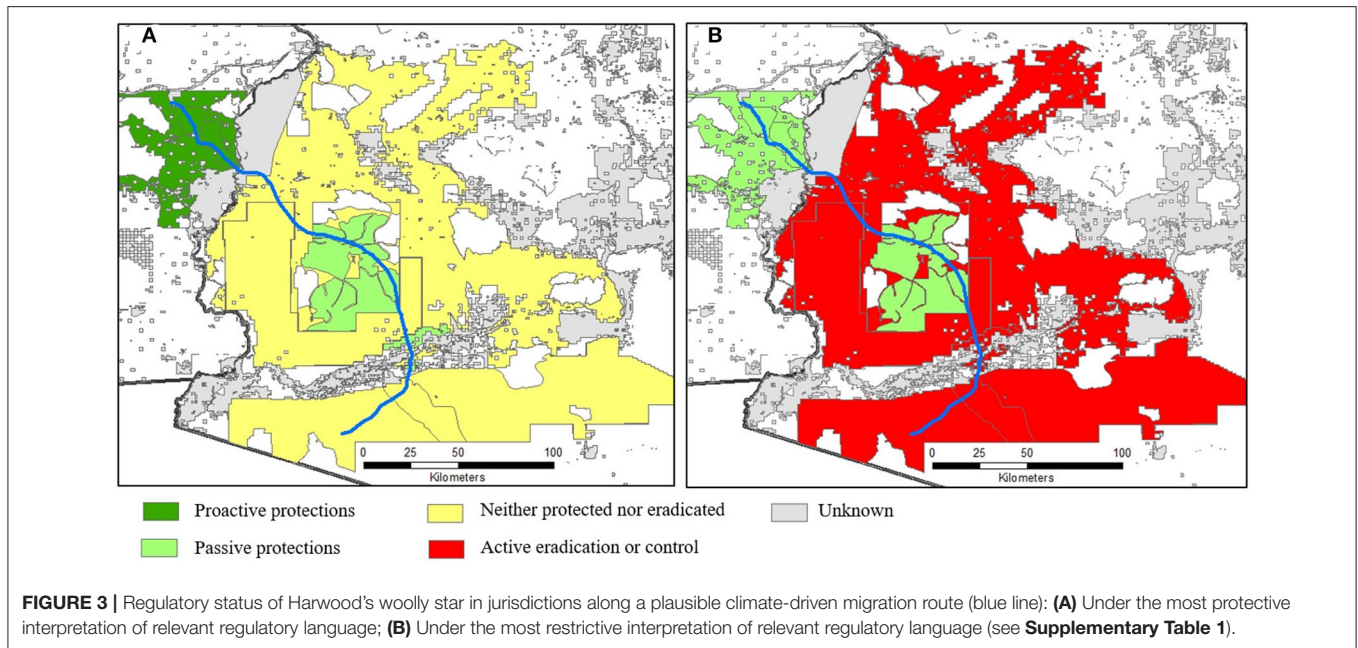 A
B
0 25 50 100
Kilometers
0 25 50 100
Kilometers
Proactive protections
Neither protected nor eradicated
Unknown
Passive protections
Active eradication or control
FIGURE 3 | Regulatory status of Harwood's woolly star in jurisdictions along a plausible climate-driven migration route (blue line): (A) Under the most protective
interpretation of relevant regulatory language; (B) Under the most restrictive interpretation of relevant regulatory language (see Supplementary Table 1).